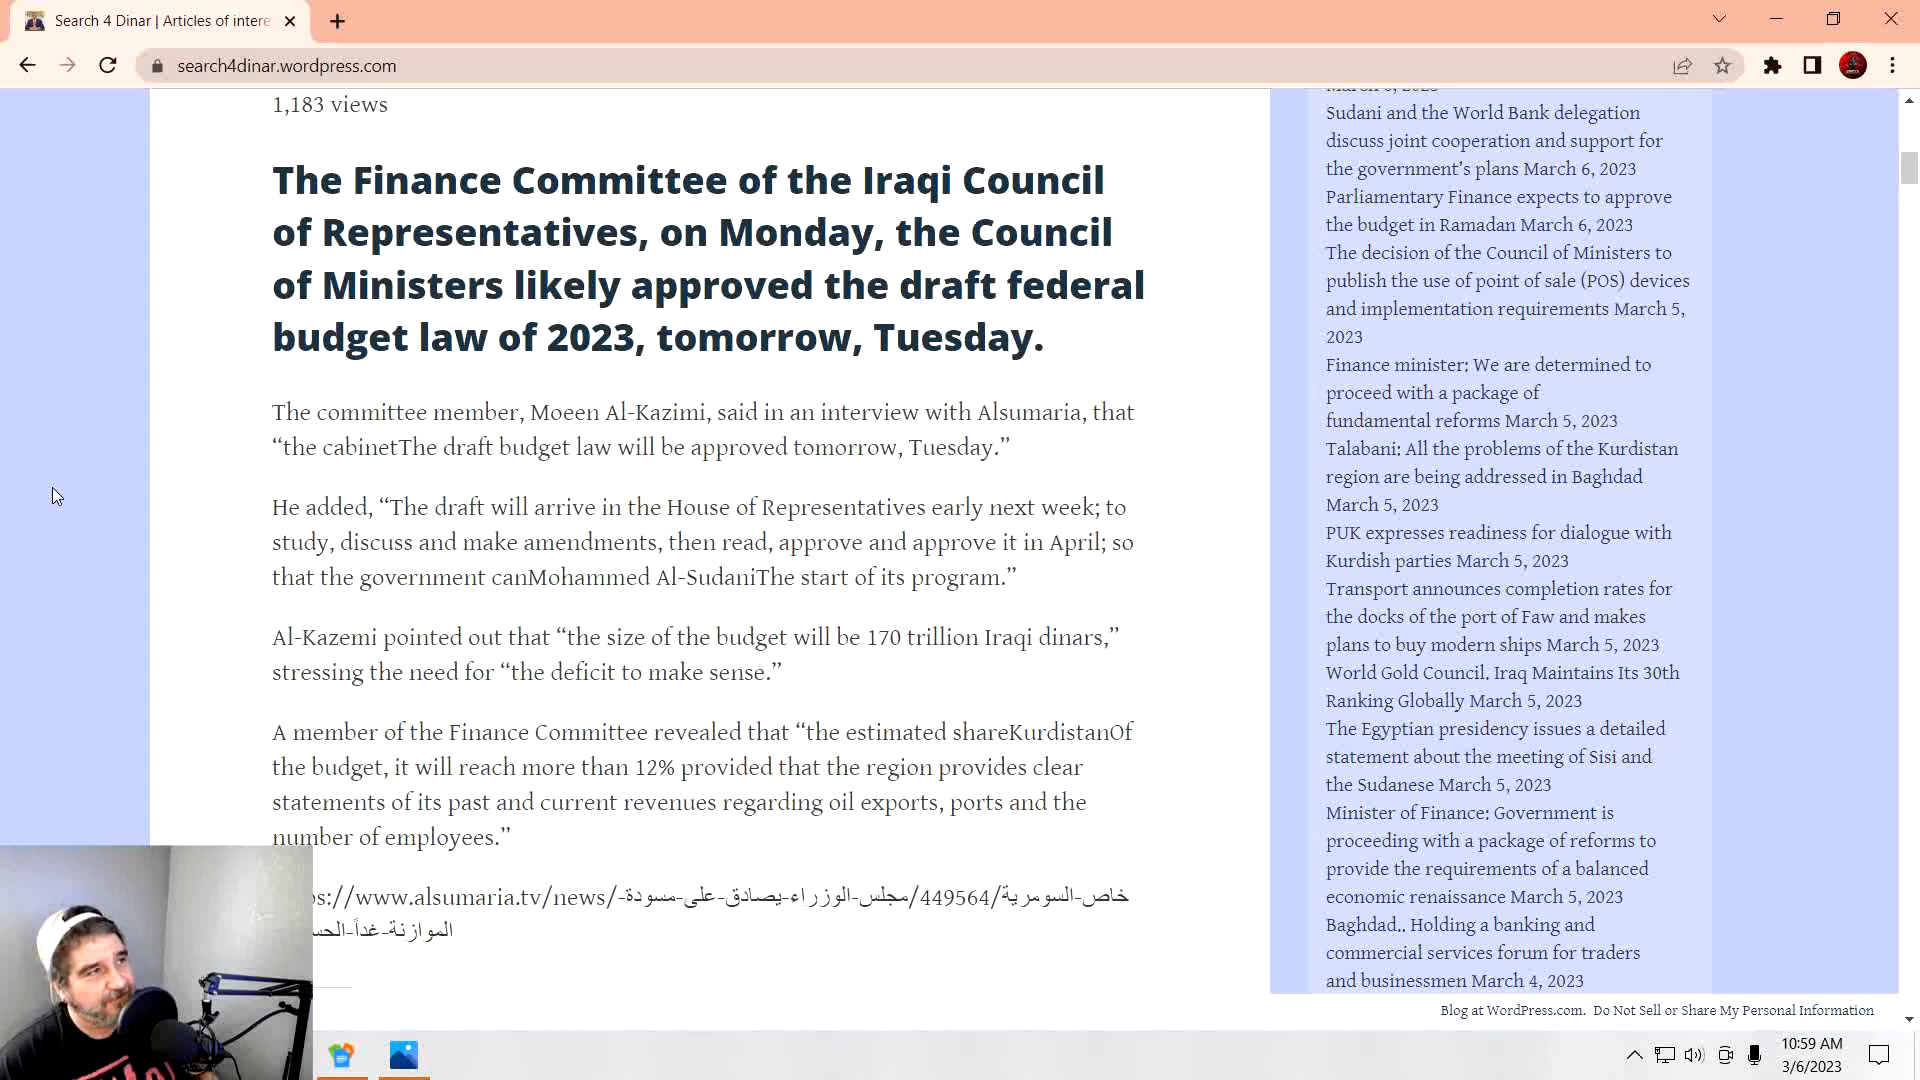 Search 4 Dinar | Articles of intere
search4dinar.wordpress.com
1,183 views
The Finance Committee of the Iraqi Council
of Representatives, on Monday, the Council
of Ministers likely approved the draft federal
budget law of 2023, tomorrow, Tuesday.
The committee member, Moeen Al-Kazimi, said in an interview with Alsumaria, that
“the cabinetThe draft budget law will be approved tomorrow, Tuesday.”
He added, “The draft will arrive in the House of Representatives early next week; to
study, discuss and make amendments, then read, approve and approve it in April; so
that the government canMohammed Al-SudaniThe start of its program.”
Al-Kazemi pointed out that “the size of the budget will be 170 trillion Iraqi dinars,”
stressing the need for “the deficit to make sense.”
A member of the Finance Committee revealed that “the estimated shareKurdistanOf
the budget, it will reach more than 12% provided that the region provides clear
statements of its past and current revenues regarding oil exports, ports and the
number of employees.”
ps://www.alsumaria.tv/news/خاص-السومرية/449564/مجلس-الوزراء-يصادق-على-مسودة-
الموازنة-غداً-الحس
Sudani and the World Bank delegation
discuss joint cooperation and support for
the government’s plans March 6, 2023
Parliamentary Finance expects to approve
the budget in Ramadan March 6, 2023
The decision of the Council of Ministers to
publish the use of point of sale (POS) devices
and implementation requirements March 5,
2023
Finance minister: We are determined to
proceed with a package of
fundamental reforms March 5, 2023
Talabani: All the problems of the Kurdistan
region are being addressed in Baghdad
March 5, 2023
PUK expresses readiness for dialogue with
Kurdish parties March 5, 2023
Transport announces completion rates for
the docks of the port of Faw and makes
plans to buy modern ships March 5, 2023
World Gold Council. Iraq Maintains Its 30th
Ranking Globally March 5, 2023
The Egyptian presidency issues a detailed
statement about the meeting of Sisi and
the Sudanese March 5, 2023
Minister of Finance: Government is
proceeding with a package of reforms to
provide the requirements of a balanced
economic renaissance March 5, 2023
Baghdad.. Holding a banking and
commercial services forum for traders
and businessmen March 4, 2023
Blog at WordPress.com. Do Not Sell or Share My Personal Information
10:59 AM
3/6/2023